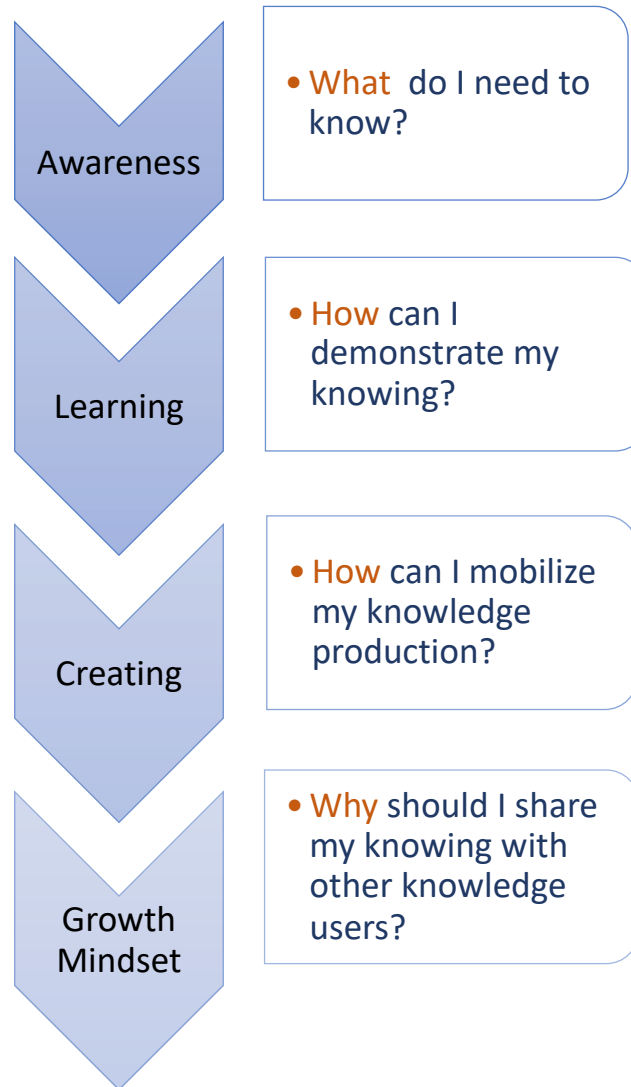 Awareness
• What do I need to
know?
Learning
• How can I
demonstrate my
knowing?
Creating
• How can I mobilize
my knowledge
production?
Growth
Mindset
• Why should I share
my knowing with
other knowledge
users?